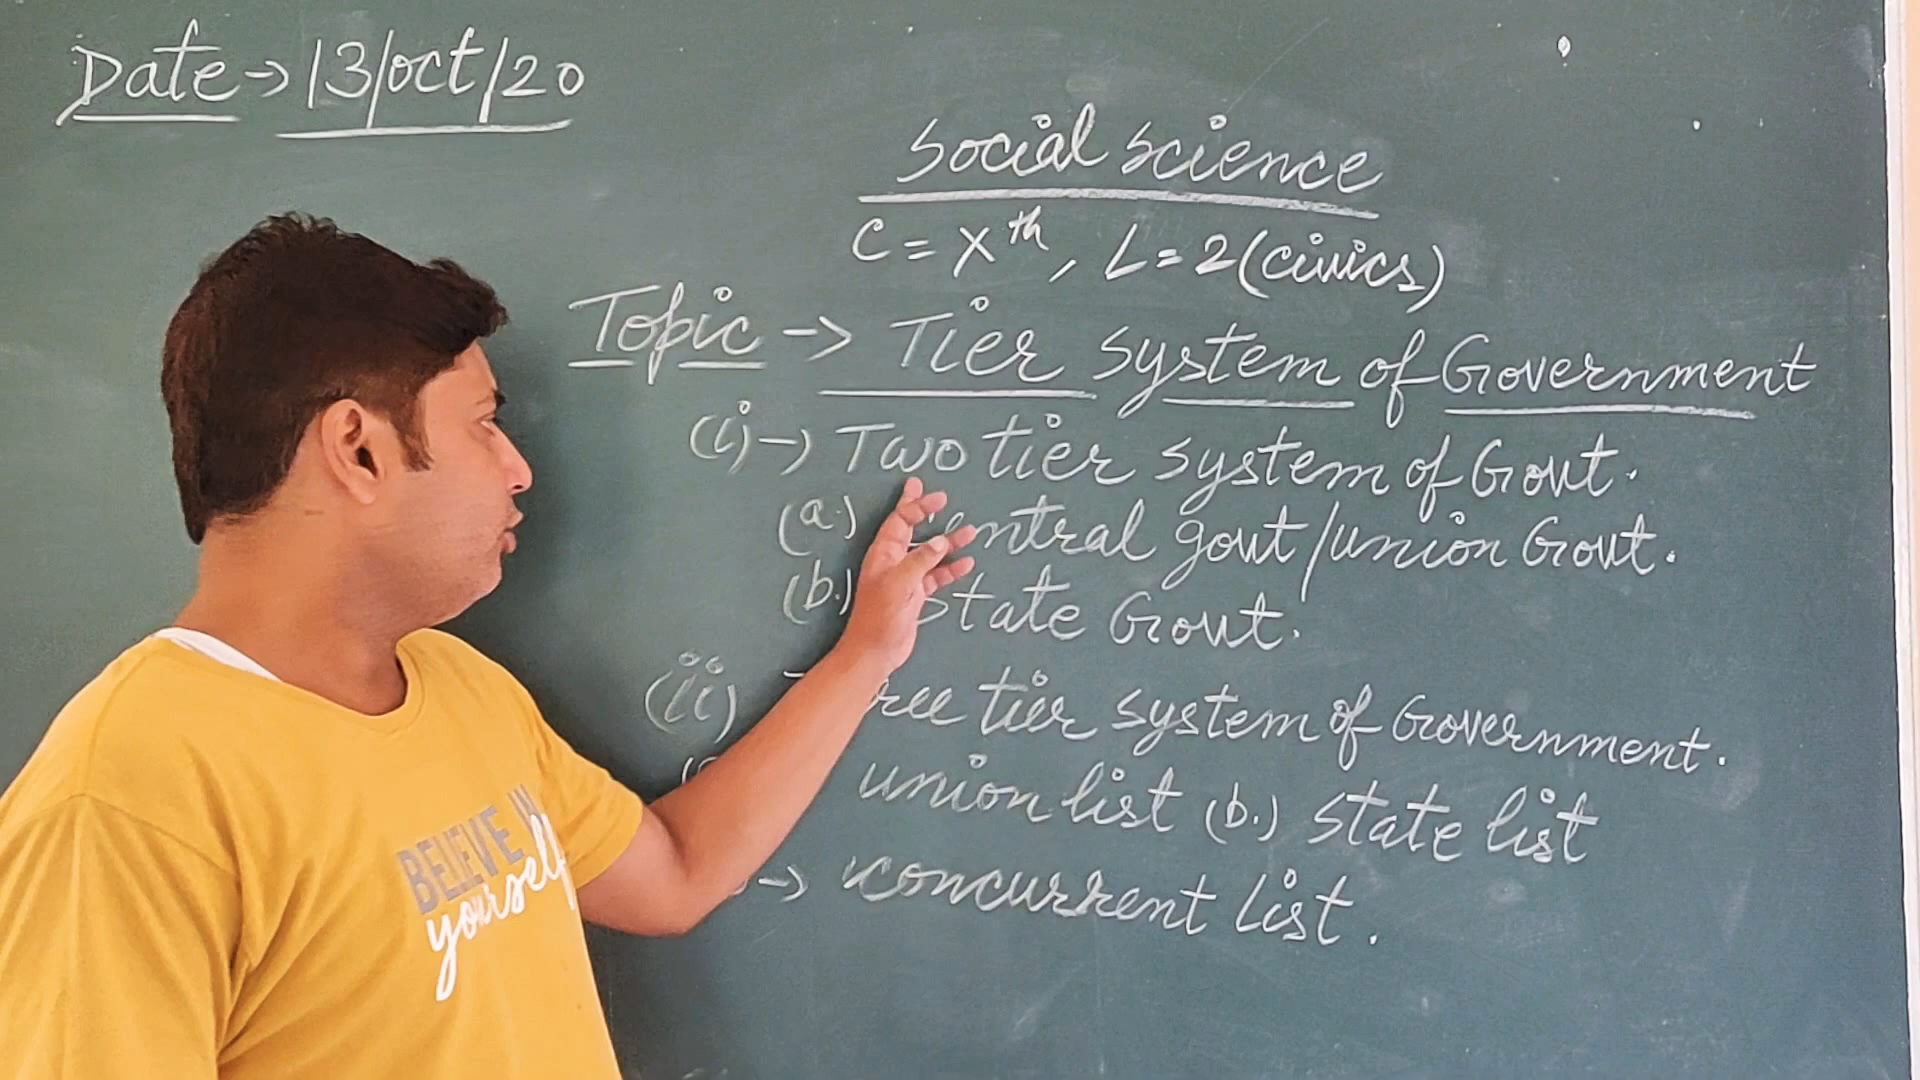 Date → 13/oct/20
Social science
C = Xth, L = 2 (civics)
Topic → Tier system of Government
(i) → Two tier system of Govt.
(a.) Central govt/union Govt.
(b.) State Govt.
(ii) tier system of Government.
union list (b.) State list
→ concurrent list.
BELIEVE IN
yourself